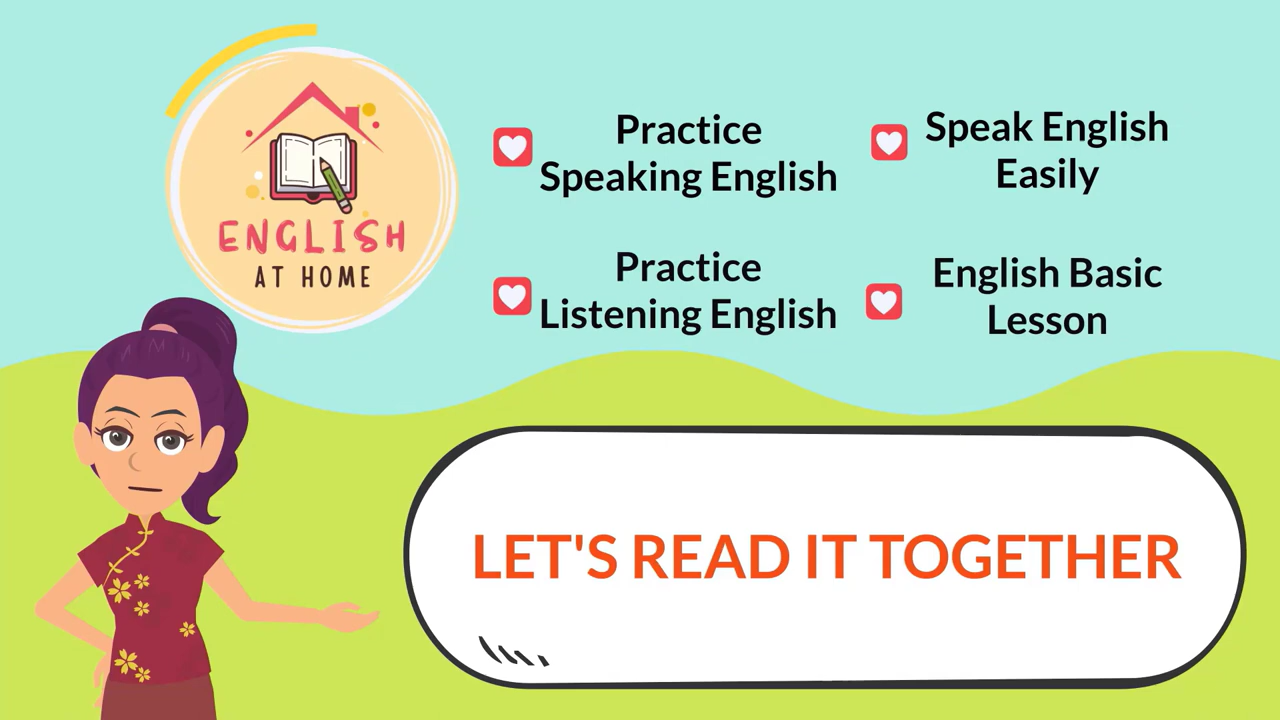 ENGLISH
AT HOME
Practice
Speaking English
Speak English
Easily
Practice
Listening English
English Basic
Lesson
LET'S READ IT TOGETHER